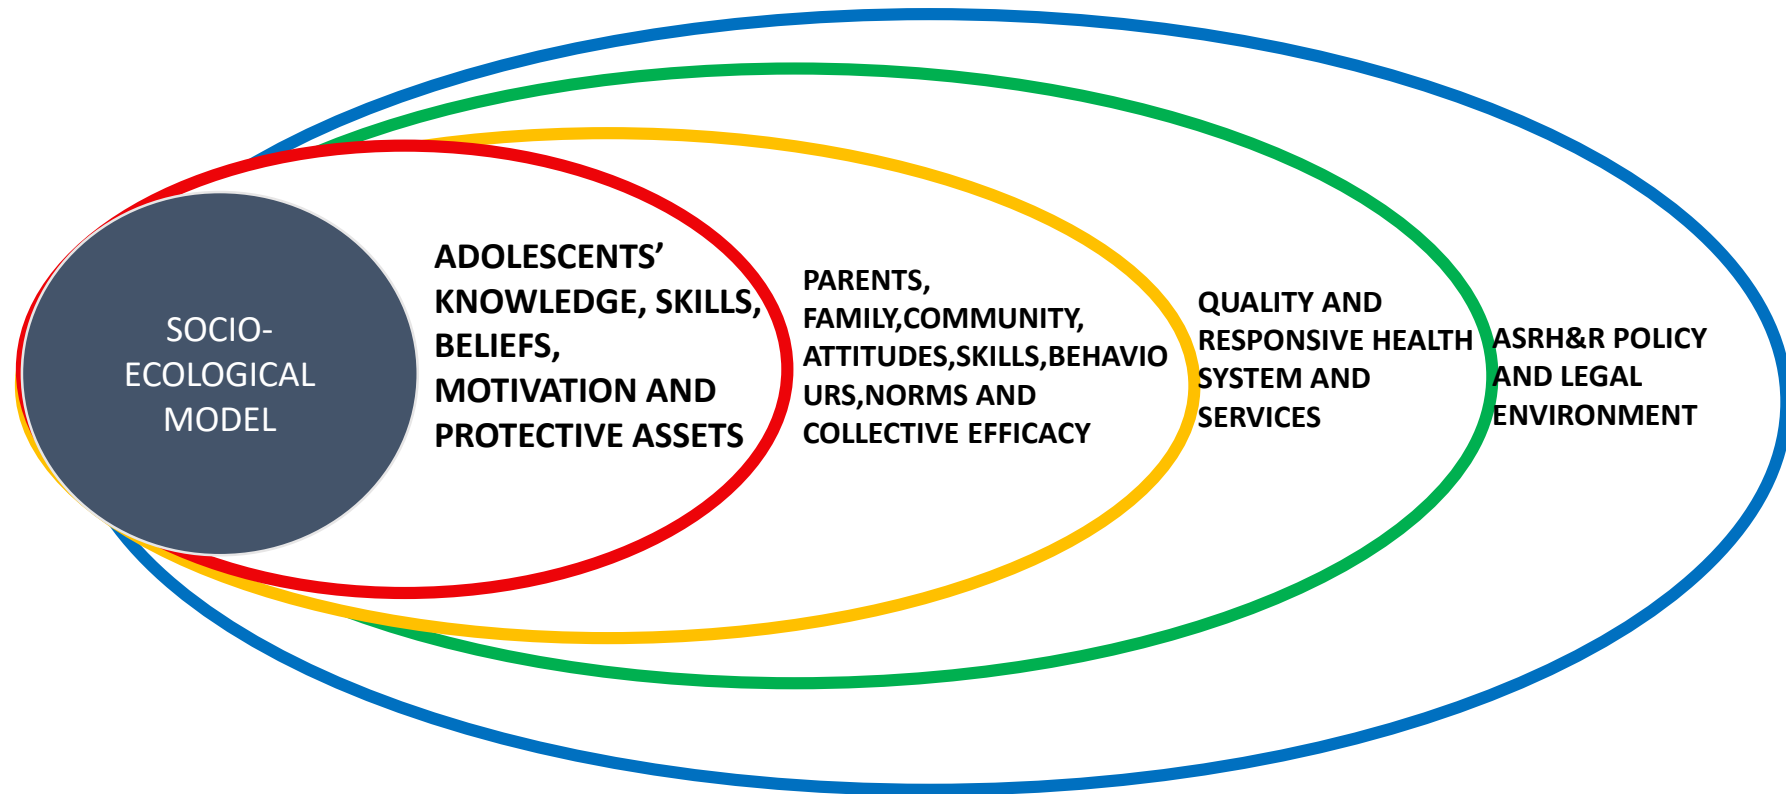 SOCIO-
ECOLOGICAL
MODEL
ADOLESCENTS’
KNOWLEDGE, SKILLS,
BELIEFS,
MOTIVATION AND
PROTECTIVE ASSETS
PARENTS,
FAMILY,COMMUNITY,
ATTITUDES,SKILLS,BEHAVIO
URS,NORMS AND
COLLECTIVE EFFICACY
QUALITY AND
RESPONSIVE HEALTH
SYSTEM AND
SERVICES
ASRH&R POLICY
AND LEGAL
ENVIRONMENT